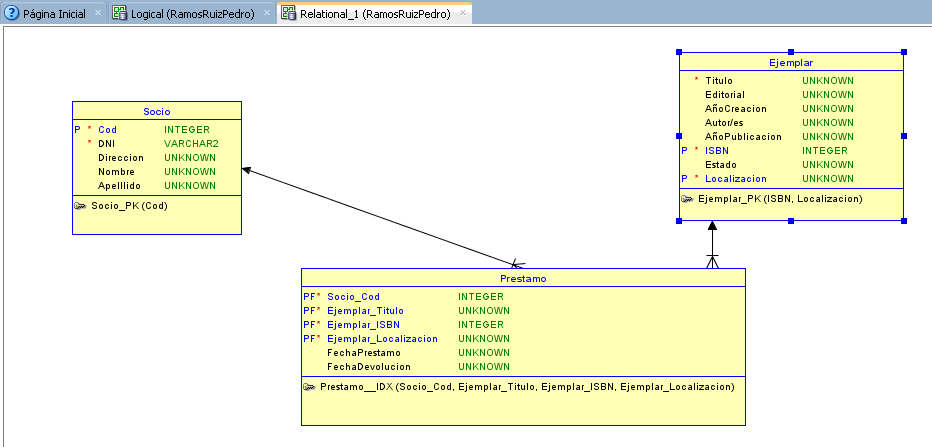 Página Inicial Logical (RamosRuizPedro) Relational_1 (RamosRuizPedro)
Socio
P * Cod INTEGER
* DNI VARCHAR2
Direccion UNKNOWN
Nombre UNKNOWN
Apelllido UNKNOWN
Socio_PK (Cod)
Ejemplar
* Titulo UNKNOWN
Editorial UNKNOWN
AñoCreacion UNKNOWN
Autor/es UNKNOWN
AñoPublicacion UNKNOWN
P * ISBN INTEGER
Estado UNKNOWN
P * Localizacion UNKNOWN
Ejemplar_PK (ISBN, Localizacion)
Prestamo
PF* Socio_Cod INTEGER
PF* Ejemplar_Titulo UNKNOWN
PF* Ejemplar_ISBN INTEGER
PF* Ejemplar_Localizacion UNKNOWN
FechaPrestamo UNKNOWN
FechaDevolucion UNKNOWN
Prestamo__IDX (Socio_Cod, Ejemplar_Titulo, Ejemplar_ISBN, Ejemplar_Localizacion)